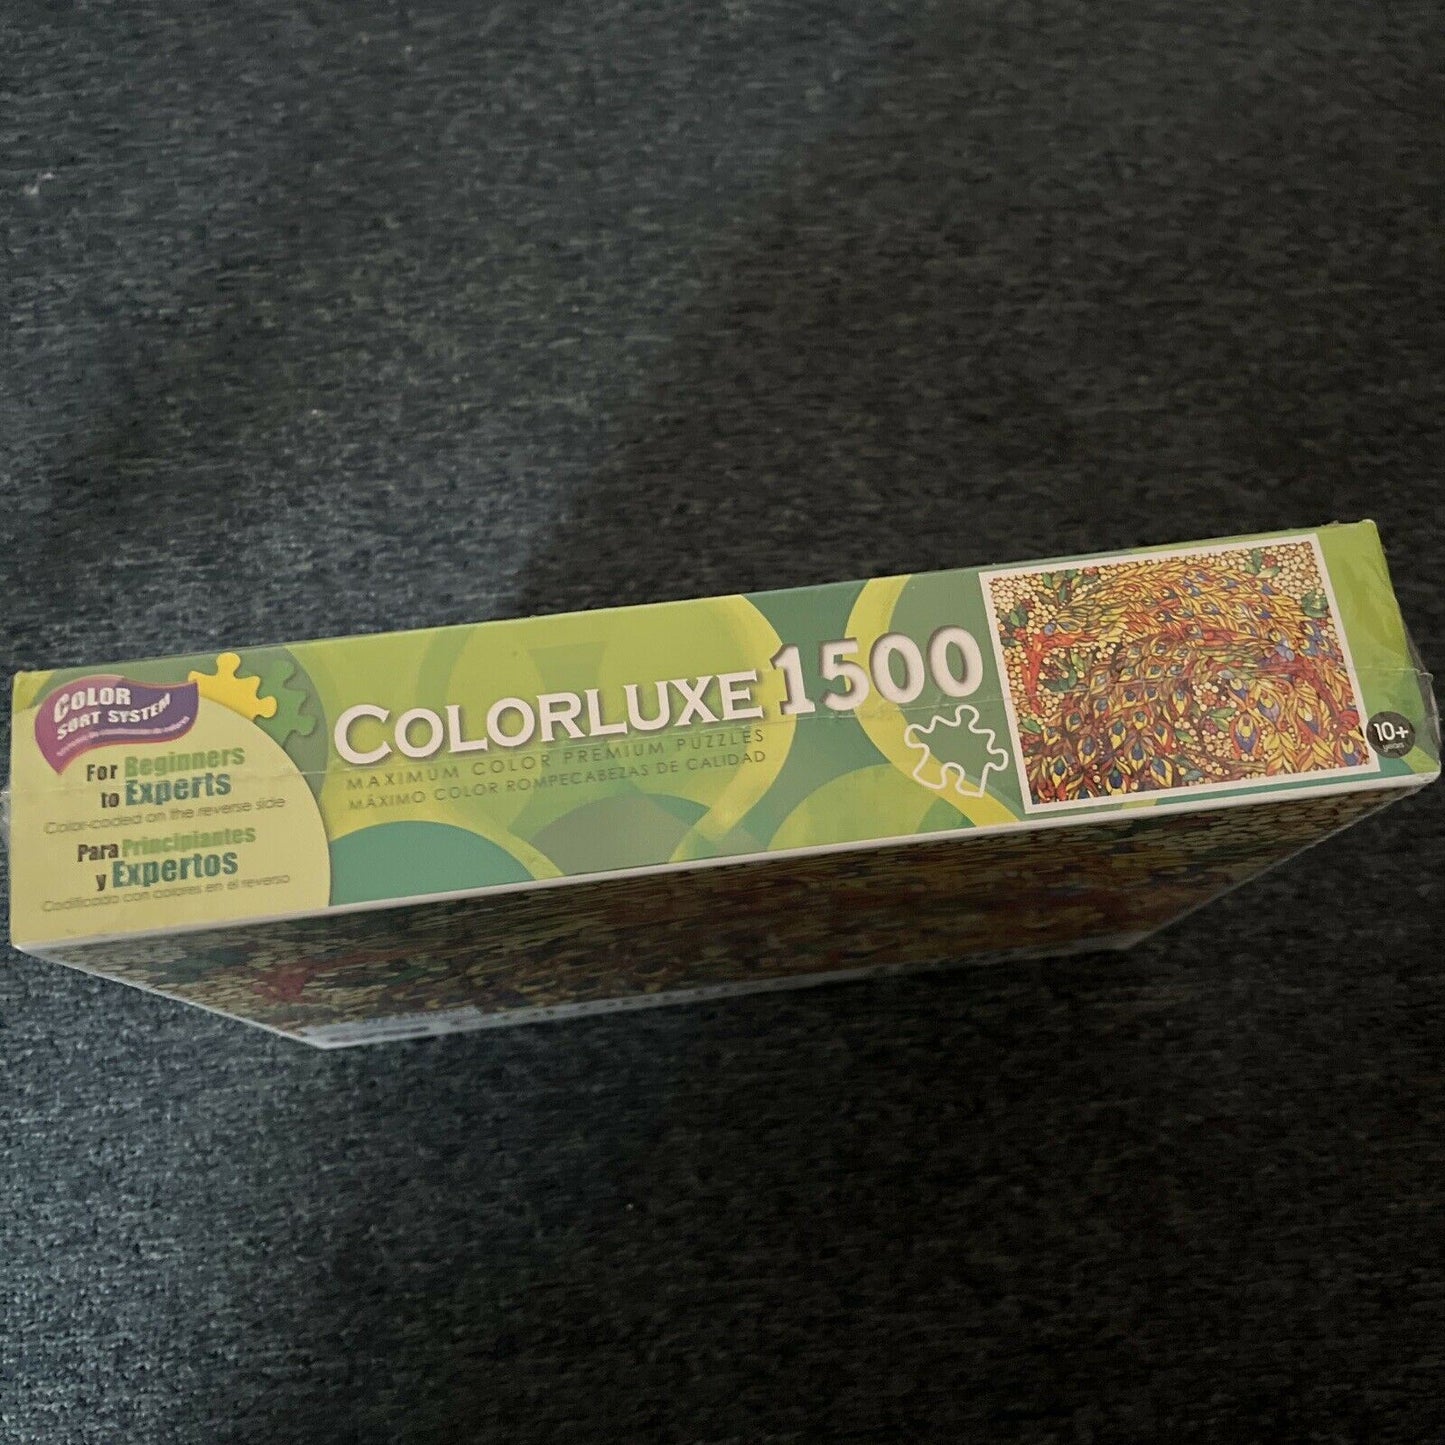 COLOR
SORT SYSTEM
For Beginners
to Experts
Color-coded on the reverse side
Para Principiantes
y Expertos
Codificado con colores en el reverso
COLORLUXE 1500
MAXIMUM COLOR PREMIUM PUZZLES
MÁXIMO COLOR ROMPECABEZAS DE CALIDAD
10+